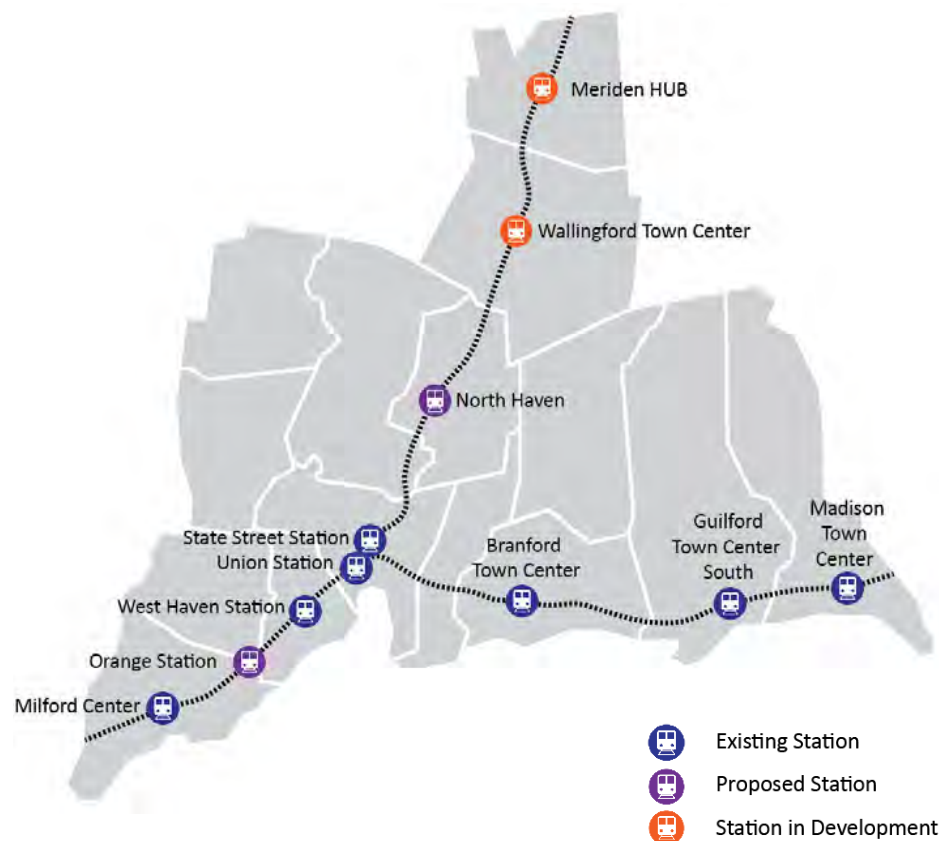 Meriden HUB
Wallingford Town Center
North Haven
State Street Station
Union Station
Branford
Town Center
Guilford
Town Center
South
Madison
Town
Center
West Haven Station
Orange Station
Milford Center
Existing Station
Proposed Station
Station in Development